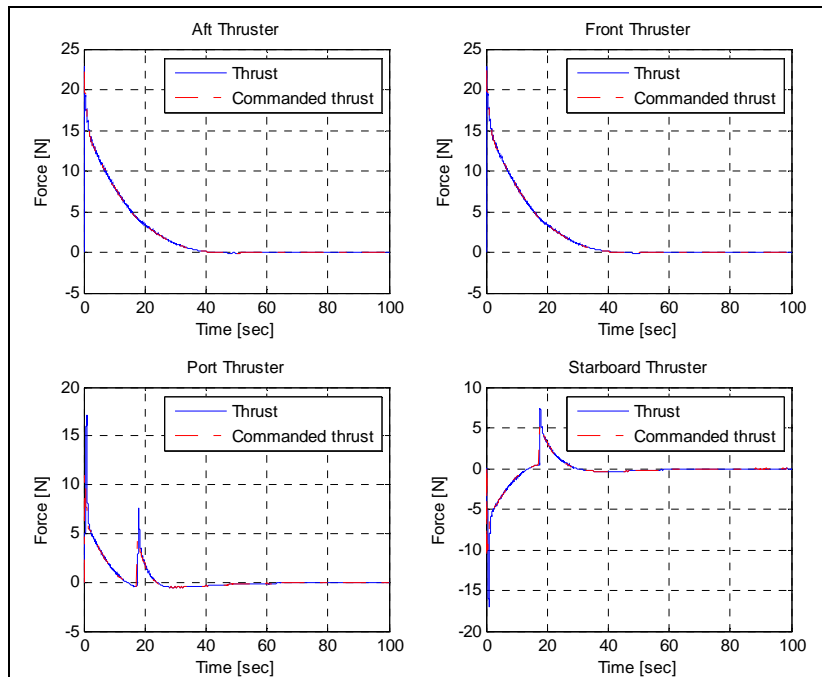 Aft Thruster
25
20
15
10
5
0
-5
Force [N]
Thrust
Commanded thrust
0 20 40 60 80 100
Time [sec]
Front Thruster
25
20
15
10
5
0
-5
Force [N]
Thrust
Commanded thrust
0 20 40 60 80 100
Time [sec]
Port Thruster
20
15
10
5
0
-5
Force [N]
Thrust
Commanded thrust
0 20 40 60 80 100
Time [sec]
Starboard Thruster
10
5
0
-5
-10
-15
-20
Force [N]
Thrust
Commanded thrust
0 20 40 60 80 100
Time [sec]